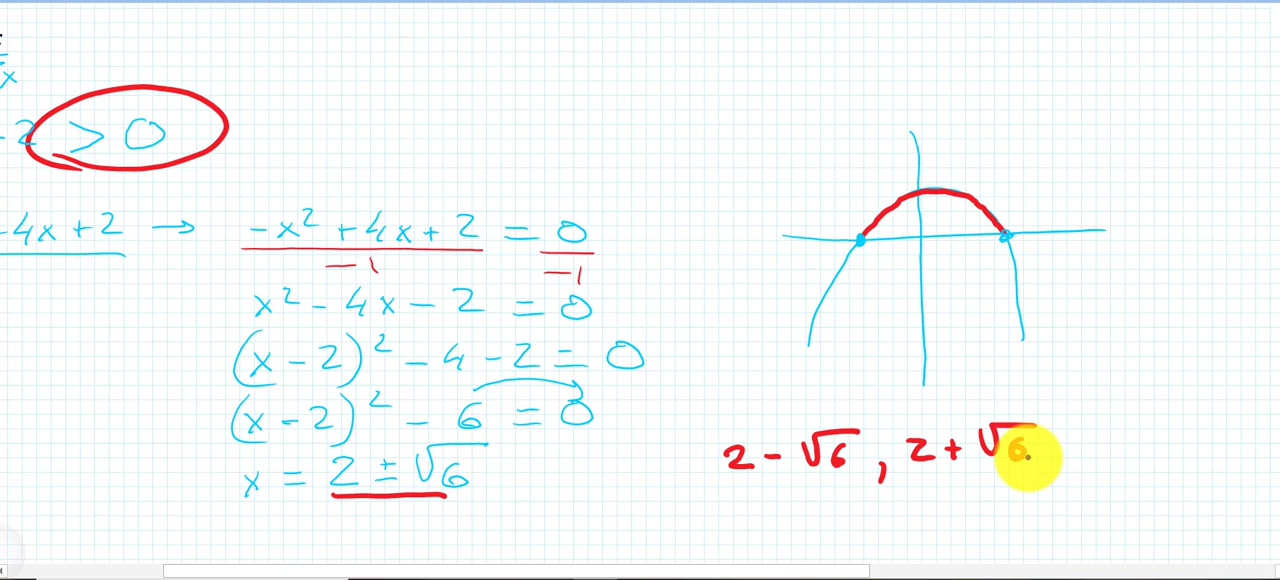 x
2 > 0
4x + 2 → -x² + 4x + 2 = 0
-1 -1
x² - 4x - 2 = 0
(x - 2)² - 4 - 2 = 0
(x - 2)² - 6 = 0
x = 2 ± √6
2 - √6 , 2 + √6